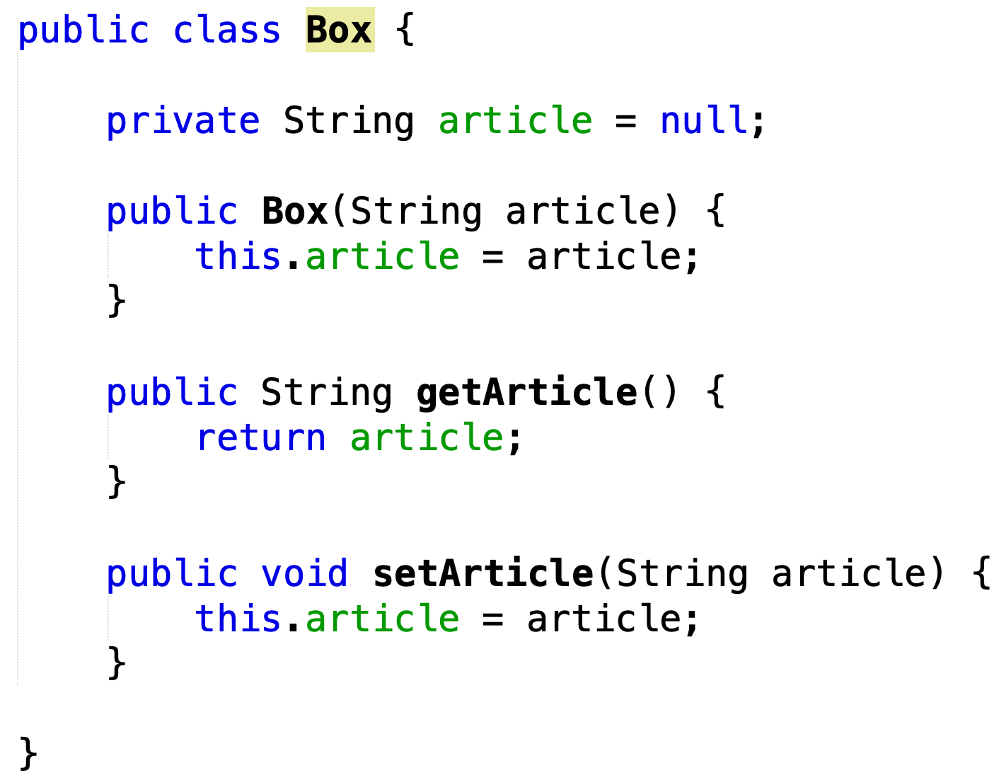 public class Box {
    private String article = null;
    public Box(String article) {
        this.article = article;
    }
    public String getArticle() {
        return article;
    }
    public void setArticle(String article) {
        this.article = article;
    }
}